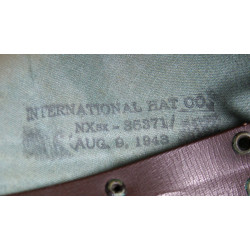 INTERNATIONAL HAT CO.
NXsx - 35371/
AUG. 9, 1943